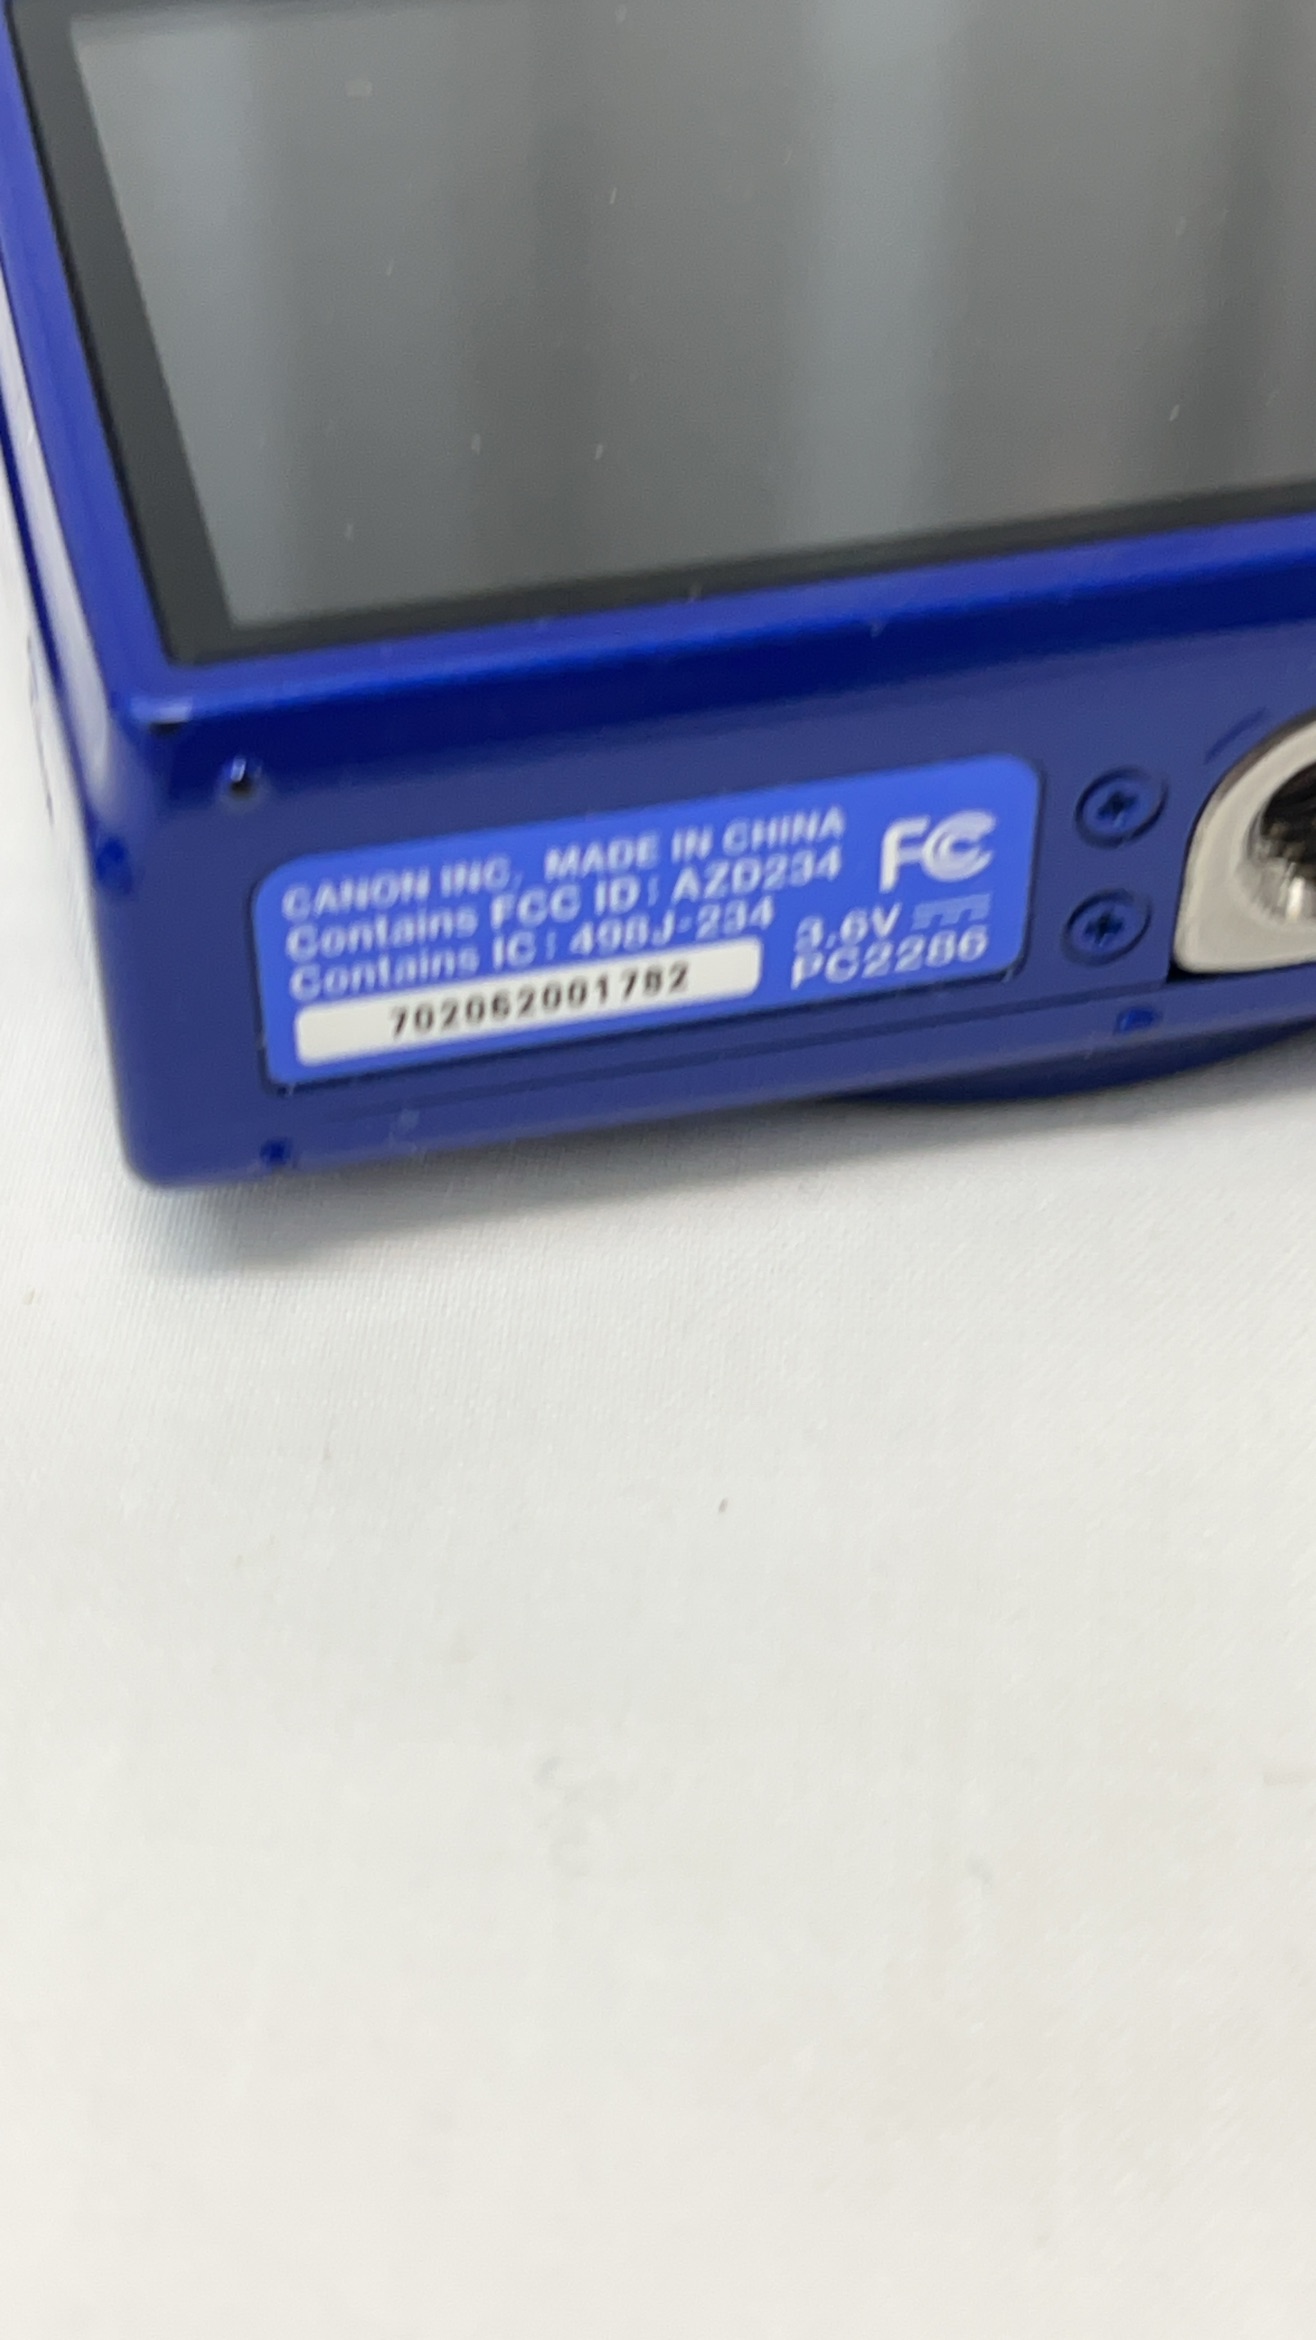 CANON INC. MADE IN CHINA
Contains FCC ID: AZD234
Contains IC: 498J-234
702062001782
FC
3.6V
PC2286